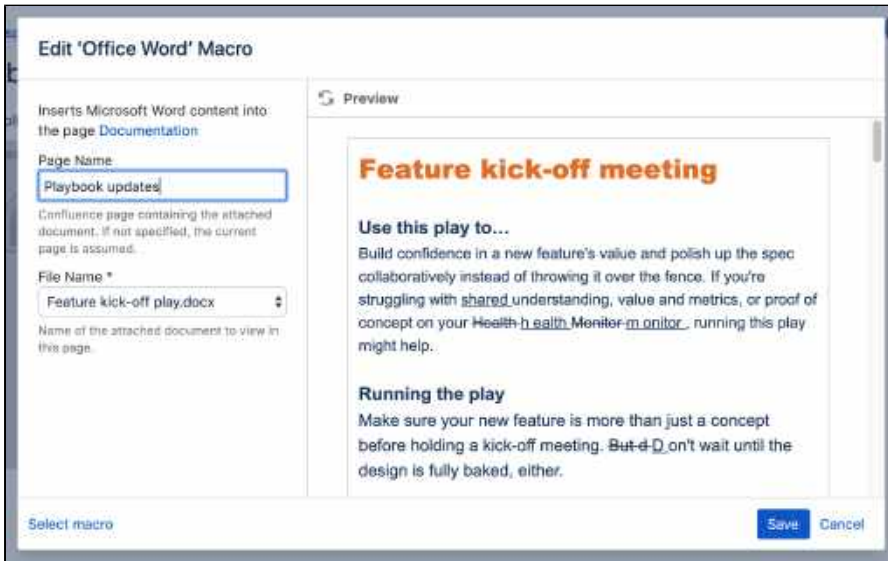 Edit 'Office Word' Macro
Inserts Microsoft Word content into
the page Documentation
Page Name
Playbook updates
Confluence page containing the attached
document. If not specified, the current
page is assumed.
File Name *
Feature kick-off play.docx
Name of the attached document to view in
this page.
Preview
Feature kick-off meeting
Use this play to...
Build confidence in a new feature's value and polish up the spec
collaboratively instead of throwing it over the fence. If you're
struggling with shared understanding, value and metrics, or proof of
concept on your Health h ealth Monitor m onitor , running this play
might help.
Running the play
Make sure your new feature is more than just a concept
before holding a kick-off meeting. But d D on't wait until the
design is fully baked, either.
Select macro
Save Cancel